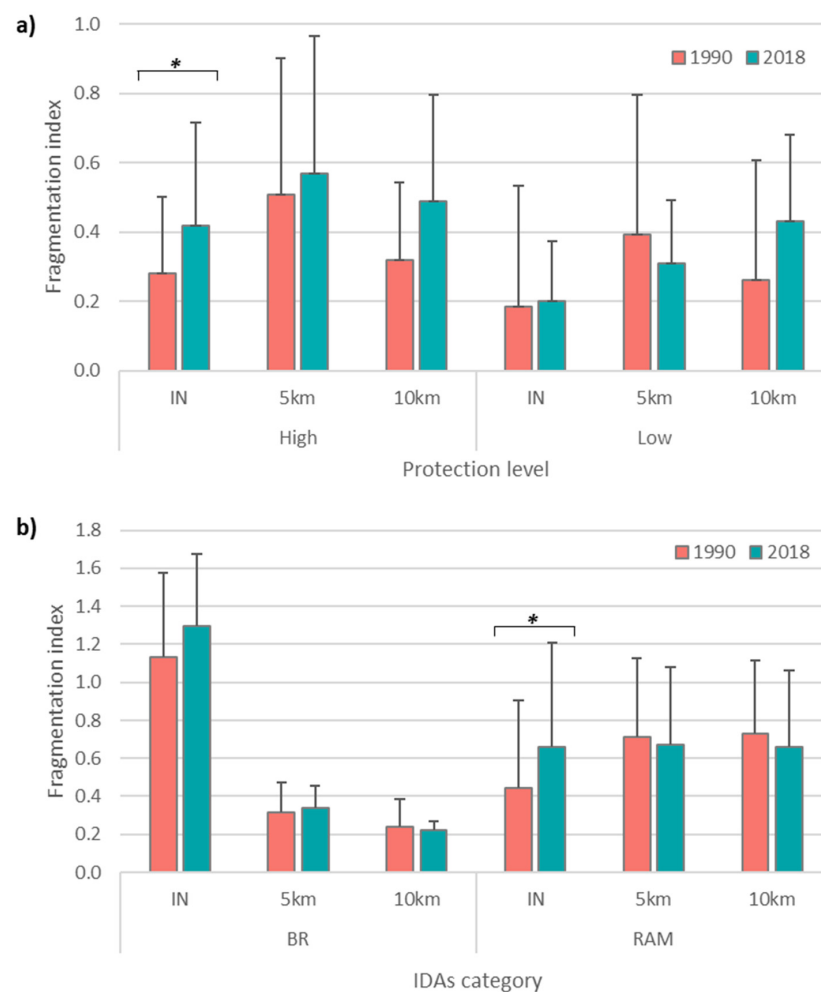 a)
1.0
1990 2018
*
0.8
0.6
0.4
0.2
0.0
Fragmentation index
IN 5km 10km IN 5km 10km
High Low
Protection level
b)
1.8
1990 2018
1.6
1.4
*
1.2
1.0
0.8
0.6
0.4
0.2
0.0
Fragmentation index
IN 5km 10km IN 5km 10km
BR RAM
IDAs category